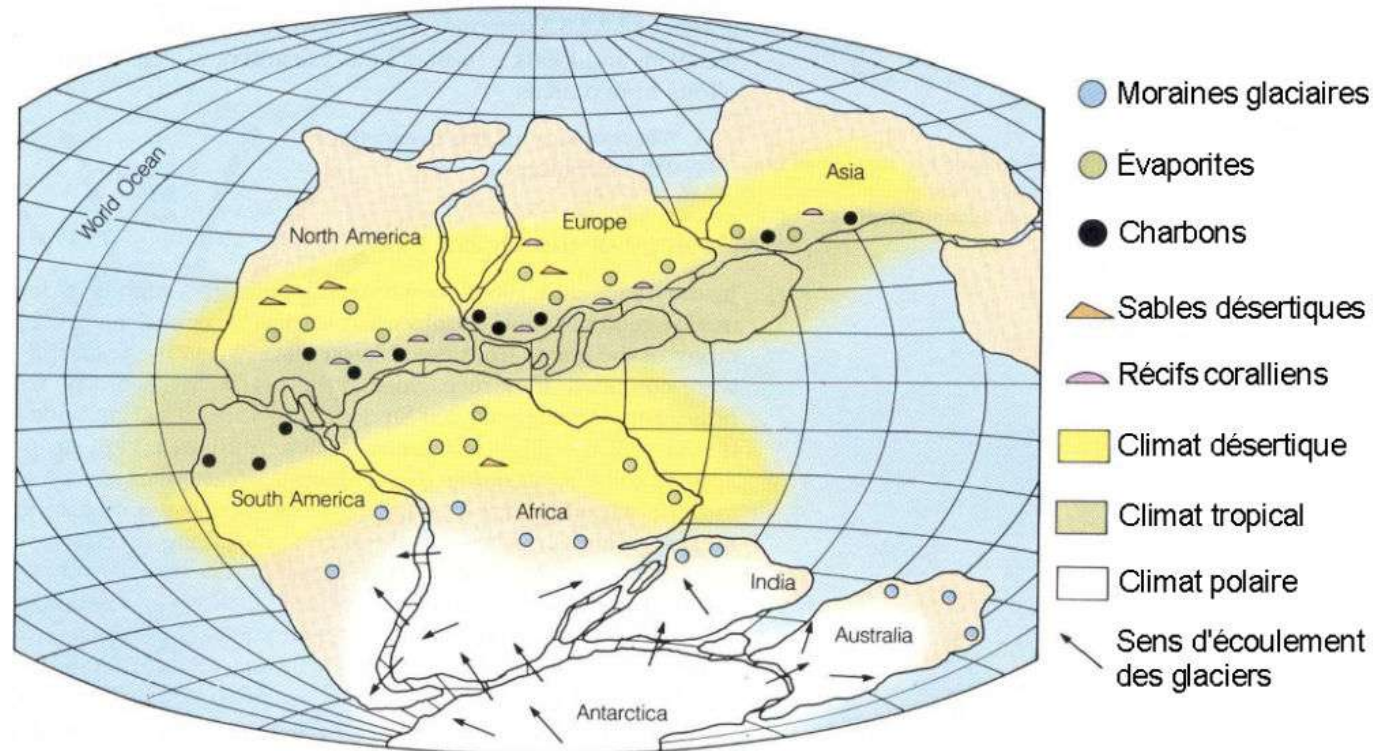 World Ocean
North America
Europe
Asia
South America
Africa
India
Australia
Antarctica
Moraines glaciaires
Évaporites
Charbons
Sables désertiques
Récifs coralliens
Climat désertique
Climat tropical
Climat polaire
Sens d'écoulement
des glaciers